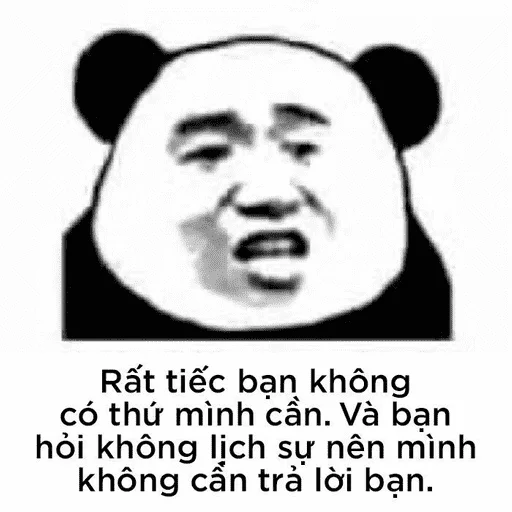 Rất tiếc bạn không
có thứ mình cần. Và bạn
hỏi không lịch sự nên mình
không cần trả lời bạn.